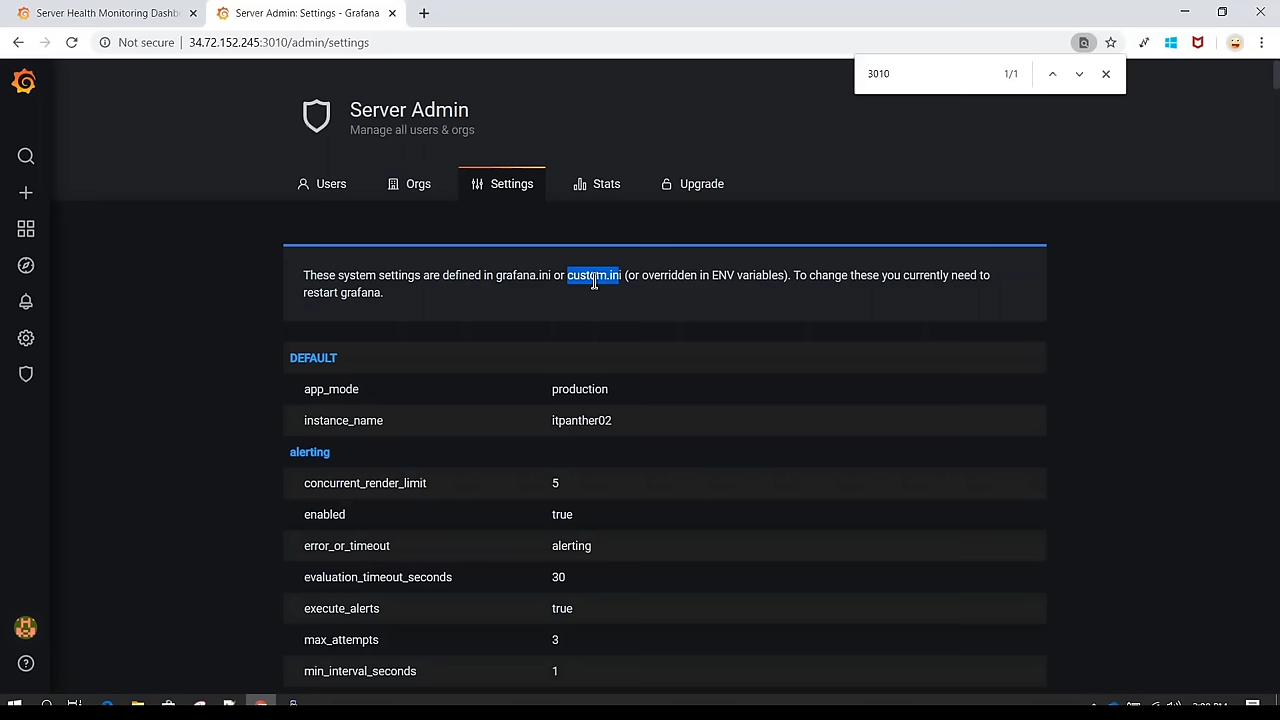 Server Health Monitoring Dashb
Server Admin: Settings - Grafana
Not secure
34.72.152.245:3010/admin/settings
3010
1/1
Server Admin
Manage all users & orgs
Users
Orgs
Settings
Stats
Upgrade
These system settings are defined in grafana.ini or custom.ini (or overridden in ENV variables). To change these you currently need to
restart grafana.
DEFAULT
app_mode production
instance_name itpanther02
alerting
concurrent_render_limit 5
enabled true
error_or_timeout alerting
evaluation_timeout_seconds 30
execute_alerts true
max_attempts 3
min_interval_seconds 1